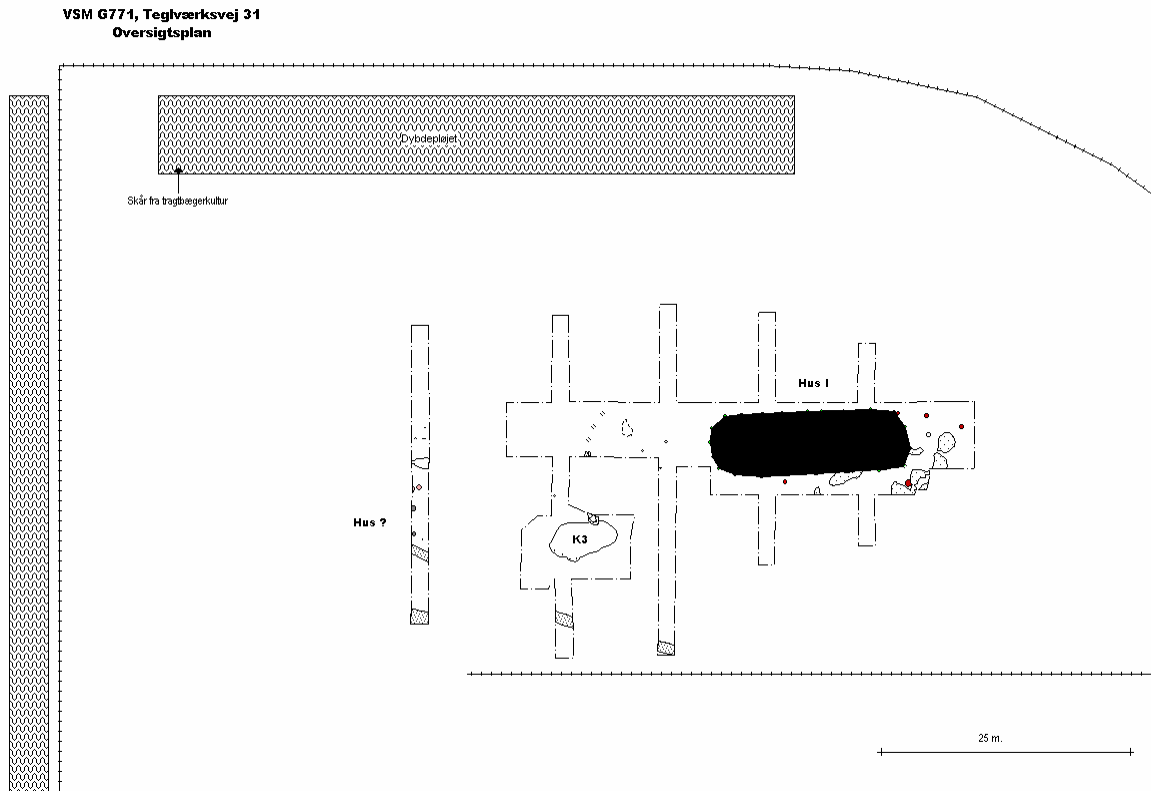 VSM G771, Teglværksvej 31
Oversigtsplan
Dybdepløjet
Skår fra tragtbægerkultur
Hus I
Hus ?
K3
25 m.